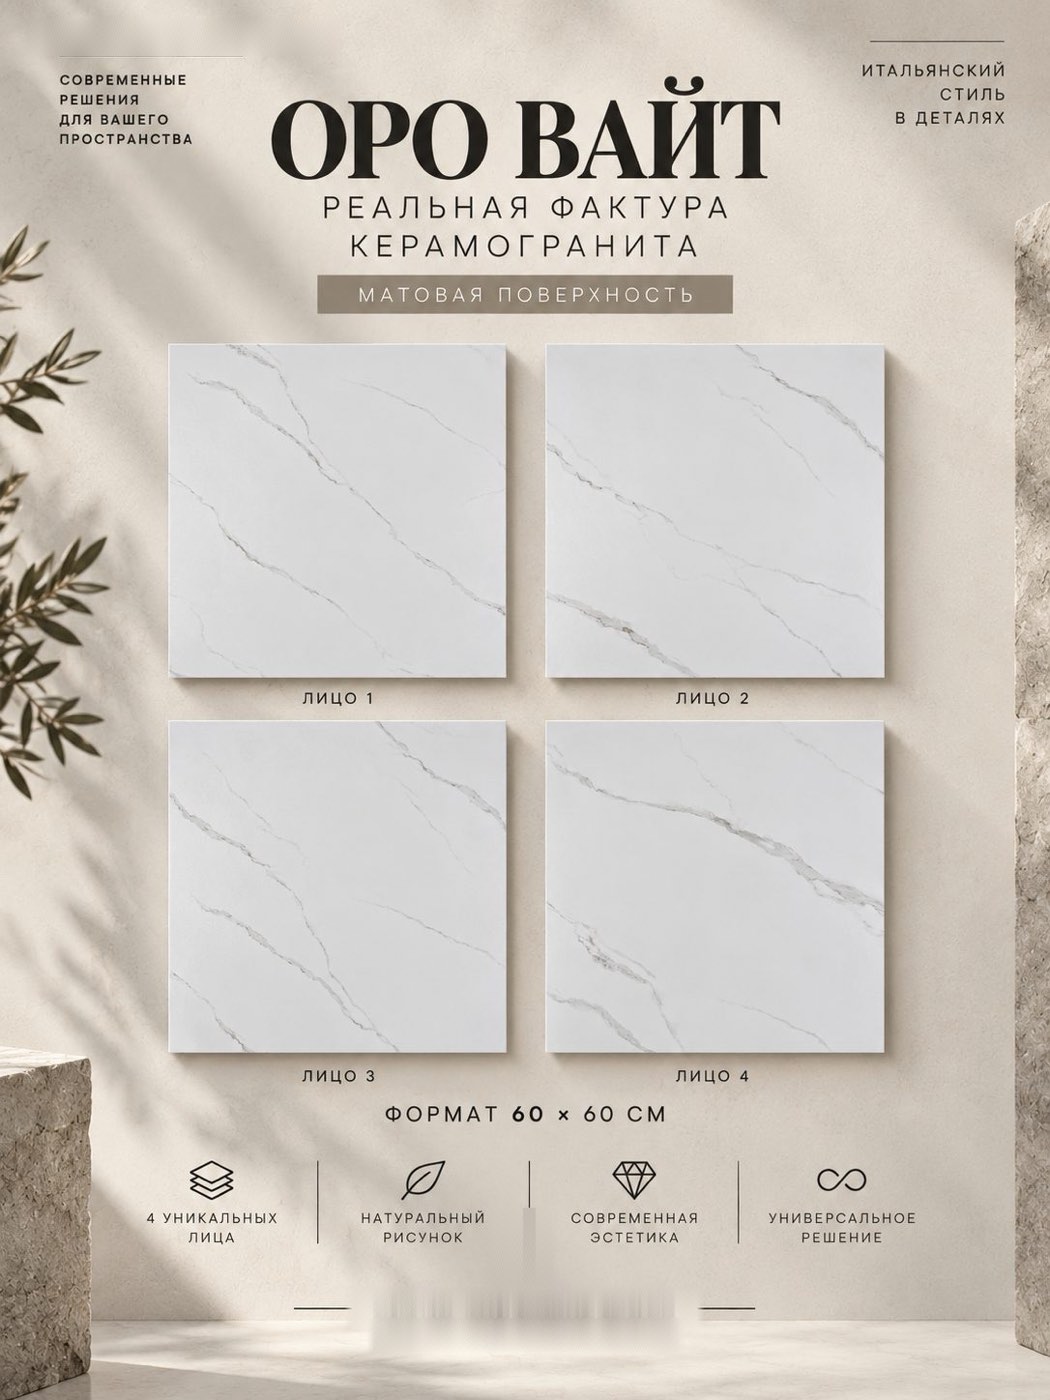 СОВРЕМЕННЫЕ
РЕШЕНИЯ
ДЛЯ ВАШЕГО
ПРОСТРАНСТВА
ИТАЛЬЯНСКИЙ
СТИЛЬ
В ДЕТАЛЯХ
ОРО ВАЙТ
РЕАЛЬНАЯ ФАКТУРА
КЕРАМОГРАНИТА
МАТОВАЯ ПОВЕРХНОСТЬ
ЛИЦО 1
ЛИЦО 2
ЛИЦО 3
ЛИЦО 4
ФОРМАТ 60 × 60 СМ
4 УНИКАЛЬНЫХ
ЛИЦА
НАТУРАЛЬНЫЙ
РИСУНОК
СОВРЕМЕННАЯ
ЭСТЕТИКА
УНИВЕРСАЛЬНОЕ
РЕШЕНИЕ